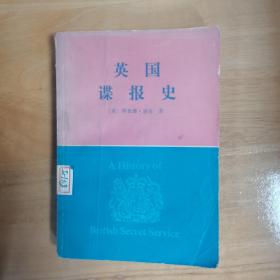 英国
谍报史
A History
of
British Secret Service